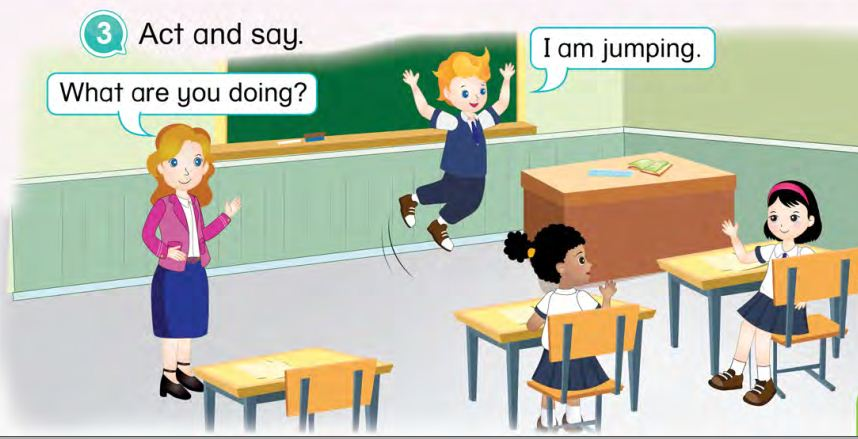 3 Act and say.
What are you doing?
I am jumping.